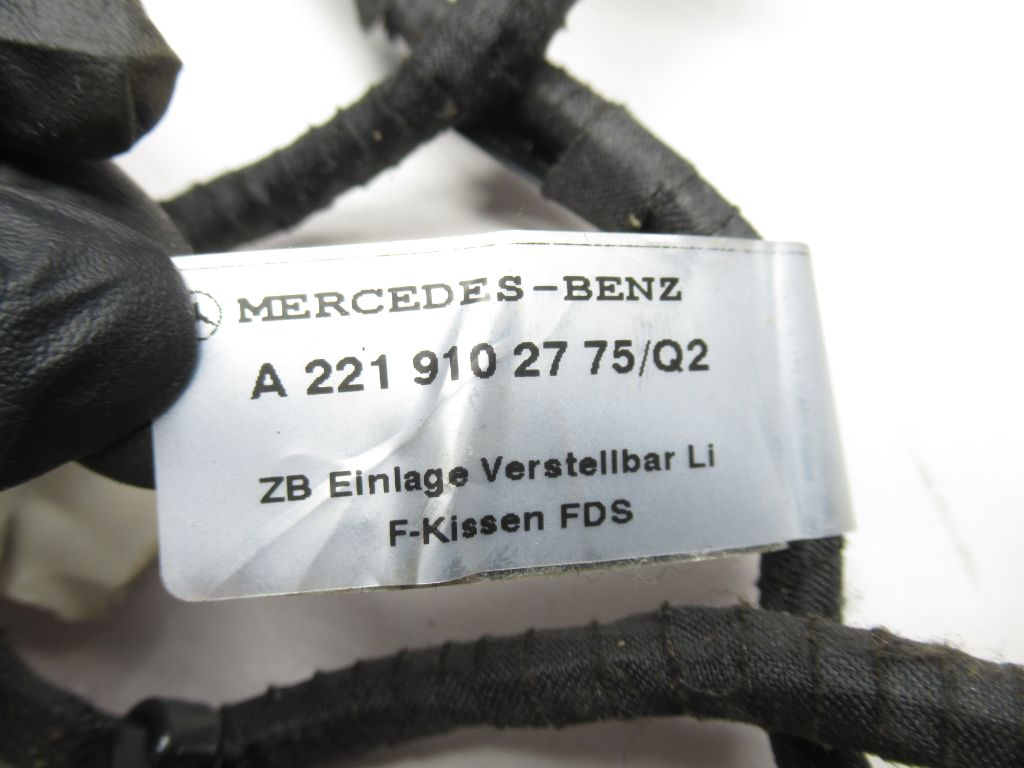 MERCEDES-BENZ
A 221 910 27 75/Q2
ZB Einlage Verstellbar Li
F-Kissen FDS